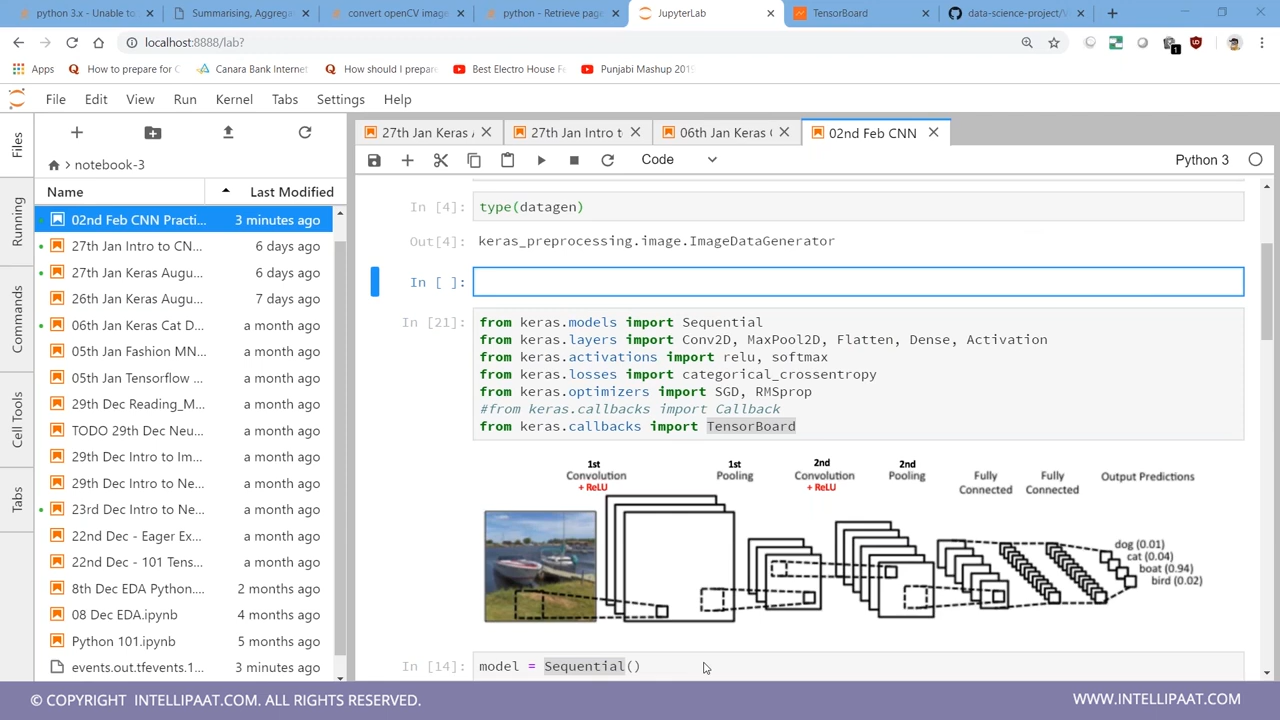 python 3.x - Unable to
Summarising, Aggrega
convert openCV image
python - Retrieve page
JupyterLab
TensorBoard
data-science-project/V
localhost:8888/lab?
Apps
How to prepare for C
Canara Bank Internet
How should I prepare
Best Electro House Fe
Punjabi Mashup 2019
File Edit View Run Kernel Tabs Settings Help
27th Jan Keras
27th Jan Intro t
06th Jan Keras
02nd Feb CNN
notebook-3
Code
Python 3
Name
Last Modified
Files
Running
Commands
Cell Tools
Tabs
02nd Feb CNN Practi... 3 minutes ago
27th Jan Intro to CN... 6 days ago
27th Jan Keras Augu... 6 days ago
26th Jan Keras Augu... 7 days ago
06th Jan Keras Cat D... a month ago
05th Jan Fashion MN... a month ago
05th Jan Tensorflow ... a month ago
29th Dec Reading_M... a month ago
TODO 29th Dec Neu... a month ago
29th Dec Intro to Im... a month ago
29th Dec Intro to Ne... a month ago
23rd Dec Intro to Ne... a month ago
22nd Dec - Eager Ex... a month ago
22nd Dec - 101 Tens... a month ago
8th Dec EDA Python.... 2 months ago
08 Dec EDA.ipynb 4 months ago
Python 101.ipynb 5 months ago
events.out.tfevents.1... 3 minutes ago
In [4]: type(datagen)
Out[4]: keras_preprocessing.image.ImageDataGenerator
In [ ]:
In [21]: from keras.models import Sequential
from keras.layers import Conv2D, MaxPool2D, Flatten, Dense, Activation
from keras.activations import relu, softmax
from keras.losses import categorical_crossentropy
from keras.optimizers import SGD, RMSprop
#from keras.callbacks import Callback
from keras.callbacks import TensorBoard
1st
Convolution
+ ReLU
1st
Pooling
2nd
Convolution
+ ReLU
2nd
Pooling
Fully
Connected
Fully
Connected
Output Predictions
dog (0.01)
cat (0.04)
boat (0.94)
bird (0.02)
In [14]: model = Sequential()
© COPYRIGHT INTELLIPAAT.COM. ALL RIGHTS RESERVED.
WWW.INTELLIPAAT.COM